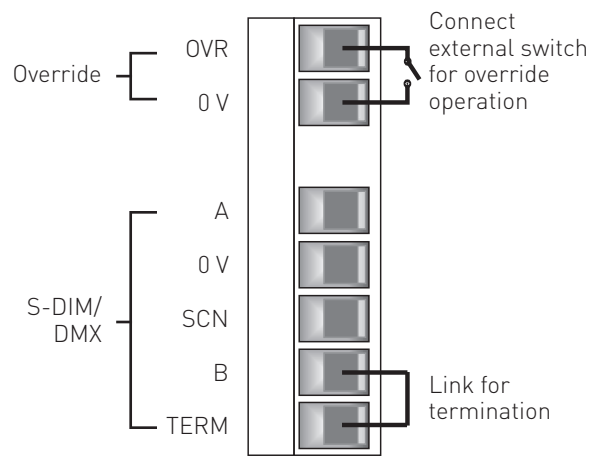 OVR
Override
0 V
Connect
external switch
for override
operation
A
0 V
S-DIM/
DMX
SCN
B
TERM
Link for
termination